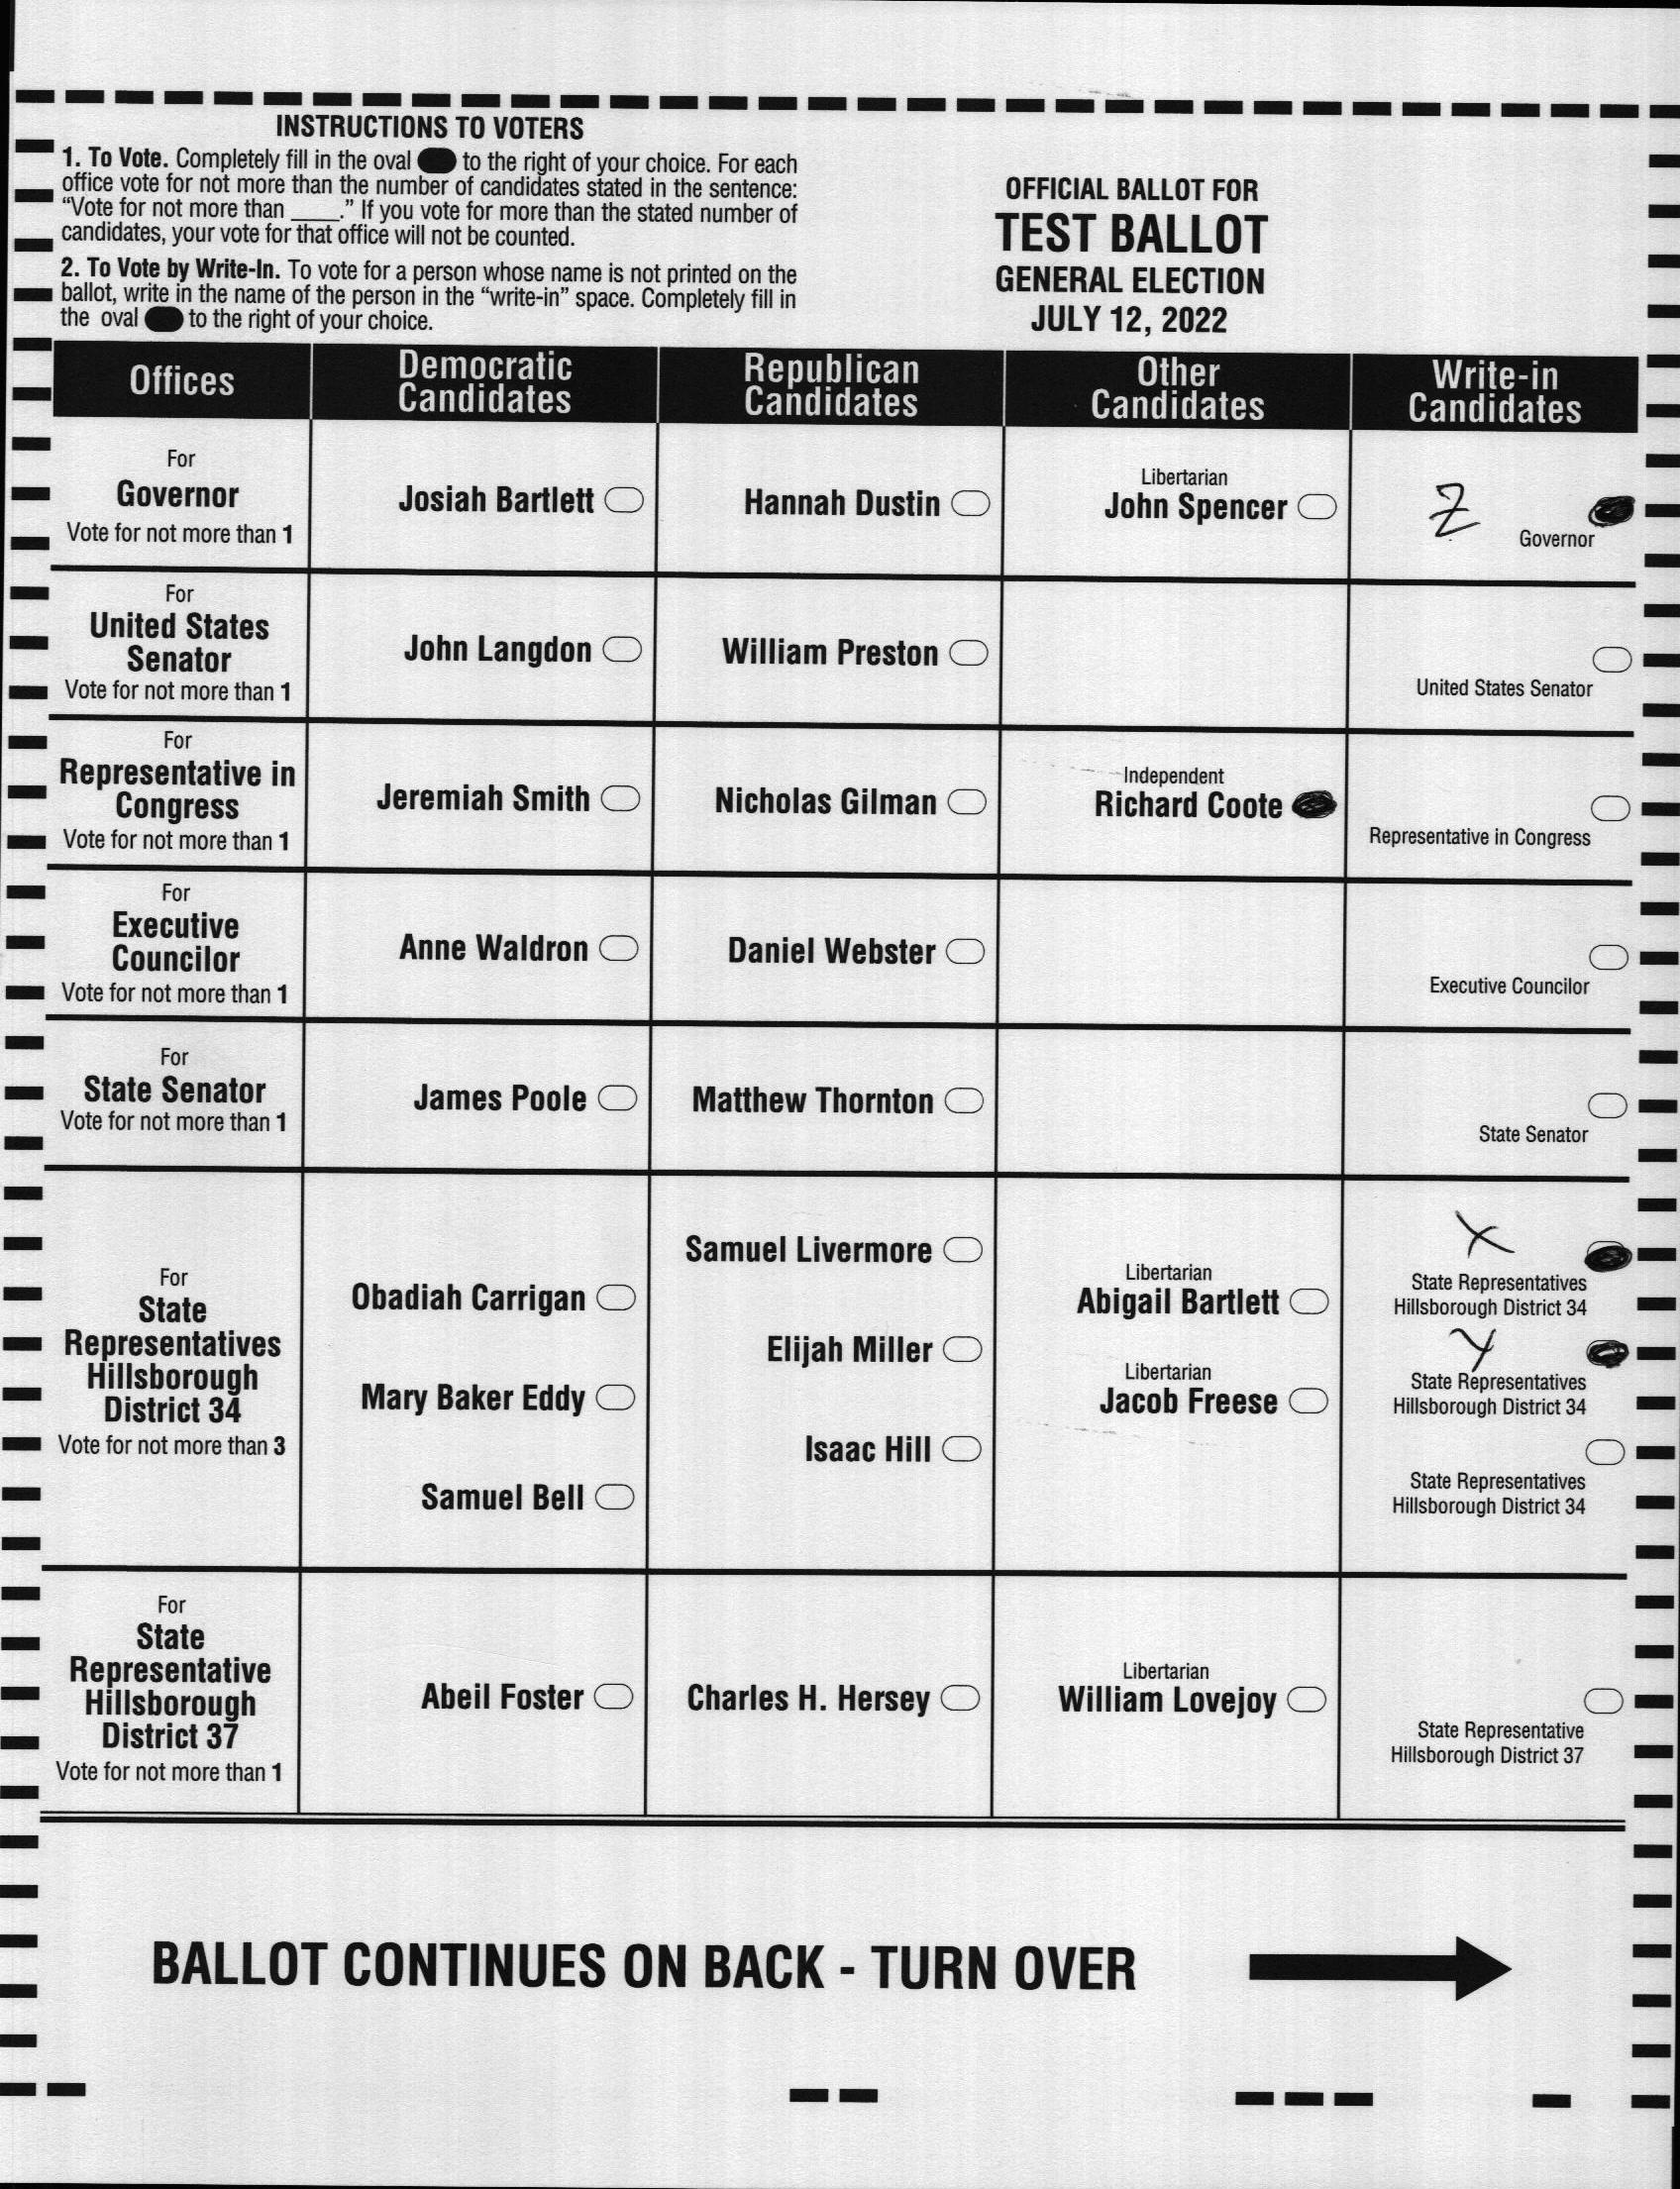 INSTRUCTIONS TO VOTERS
1. To Vote. Completely fill in the oval to the right of your choice. For each
office vote for not more than the number of candidates stated in the sentence:
“Vote for not more than ____.” If you vote for more than the stated number of
candidates, your vote for that office will not be counted.
2. To Vote by Write-In. To vote for a person whose name is not printed on the
ballot, write in the name of the person in the “write-in” space. Completely fill in
the oval to the right of your choice.
OFFICIAL BALLOT FOR
TEST BALLOT
GENERAL ELECTION
JULY 12, 2022
Offices
Democratic
Candidates
Republican
Candidates
Other
Candidates
Write-in
Candidates
For
Governor
Vote for not more than 1
Josiah Bartlett
Hannah Dustin
Libertarian
John Spencer
Z
Governor
For
United States
Senator
Vote for not more than 1
John Langdon
William Preston
United States Senator
For
Representative in
Congress
Vote for not more than 1
Jeremiah Smith
Nicholas Gilman
Independent
Richard Coote
Representative in Congress
For
Executive
Councilor
Vote for not more than 1
Anne Waldron
Daniel Webster
Executive Councilor
For
State Senator
Vote for not more than 1
James Poole
Matthew Thornton
State Senator
For
State
Representatives
Hillsborough
District 34
Vote for not more than 3
Obadiah Carrigan
Mary Baker Eddy
Samuel Bell
Samuel Livermore
Elijah Miller
Isaac Hill
Libertarian
Abigail Bartlett
Libertarian
Jacob Freese
X
State Representatives
Hillsborough District 34
Y
State Representatives
Hillsborough District 34
State Representatives
Hillsborough District 34
For
State
Representative
Hillsborough
District 37
Vote for not more than 1
Abeil Foster
Charles H. Hersey
Libertarian
William Lovejoy
State Representative
Hillsborough District 37
BALLOT CONTINUES ON BACK - TURN OVER